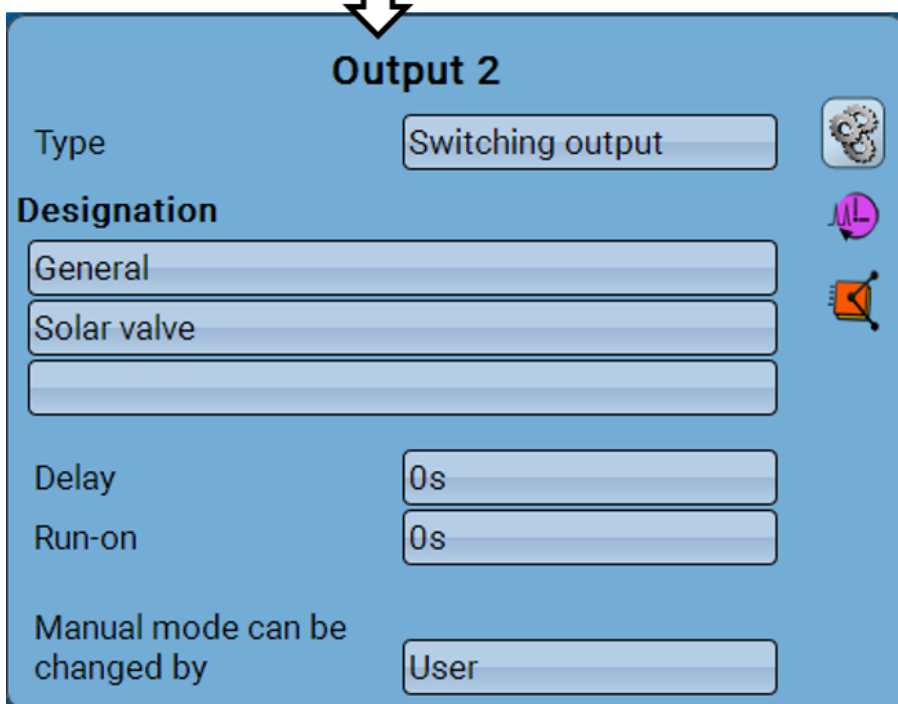 Output 2
Type Switching output
Designation
General
Solar valve
Delay 0s
Run-on 0s
Manual mode can be
changed by User